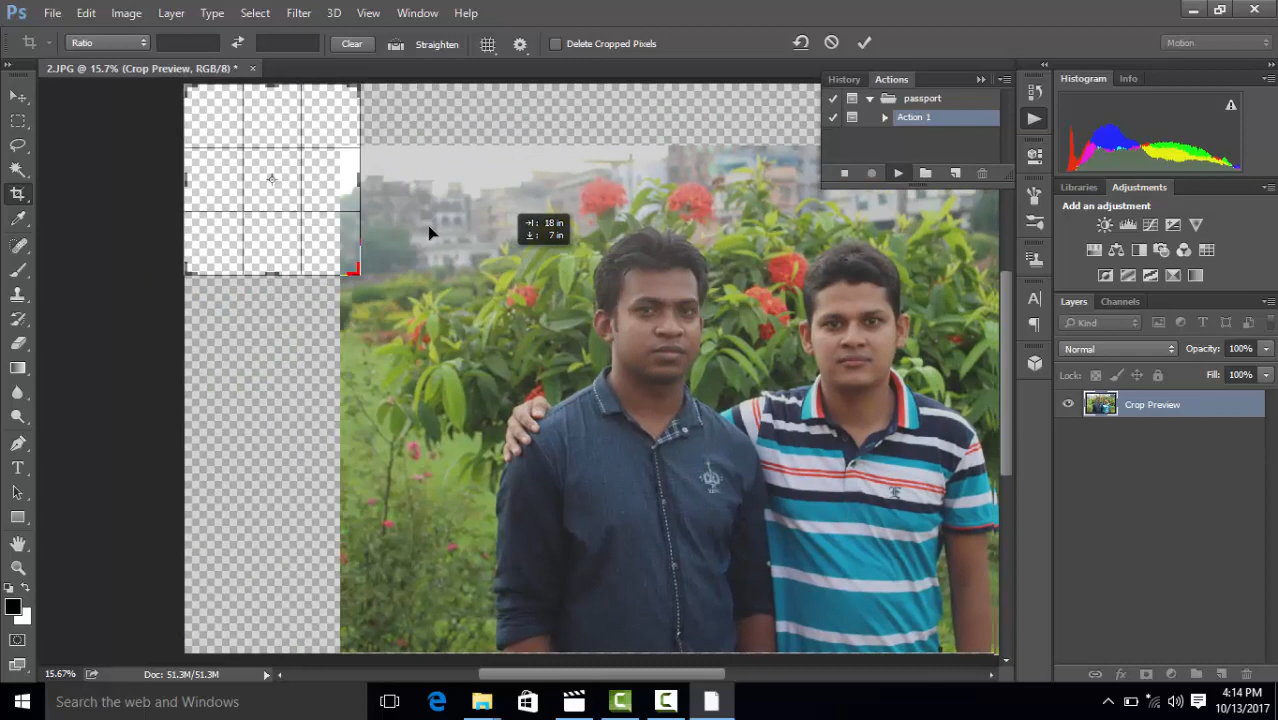 Ps File Edit Image Layer Type Select Filter 3D View Window Help
Ratio Clear Straighten Delete Cropped Pixels Motion
2.JPG @ 15.7% (Crop Preview, RGB/8) * ×
History Actions
passport
Action 1
Histogram Info
Libraries Adjustments
Add an adjustment
18 in
7 in
Layers Channels
Kind
Normal Opacity: 100%
Lock: Fill: 100%
Crop Preview
15.67% Doc: 51.3M/51.3M
Search the web and Windows
4:14 PM
10/13/2017